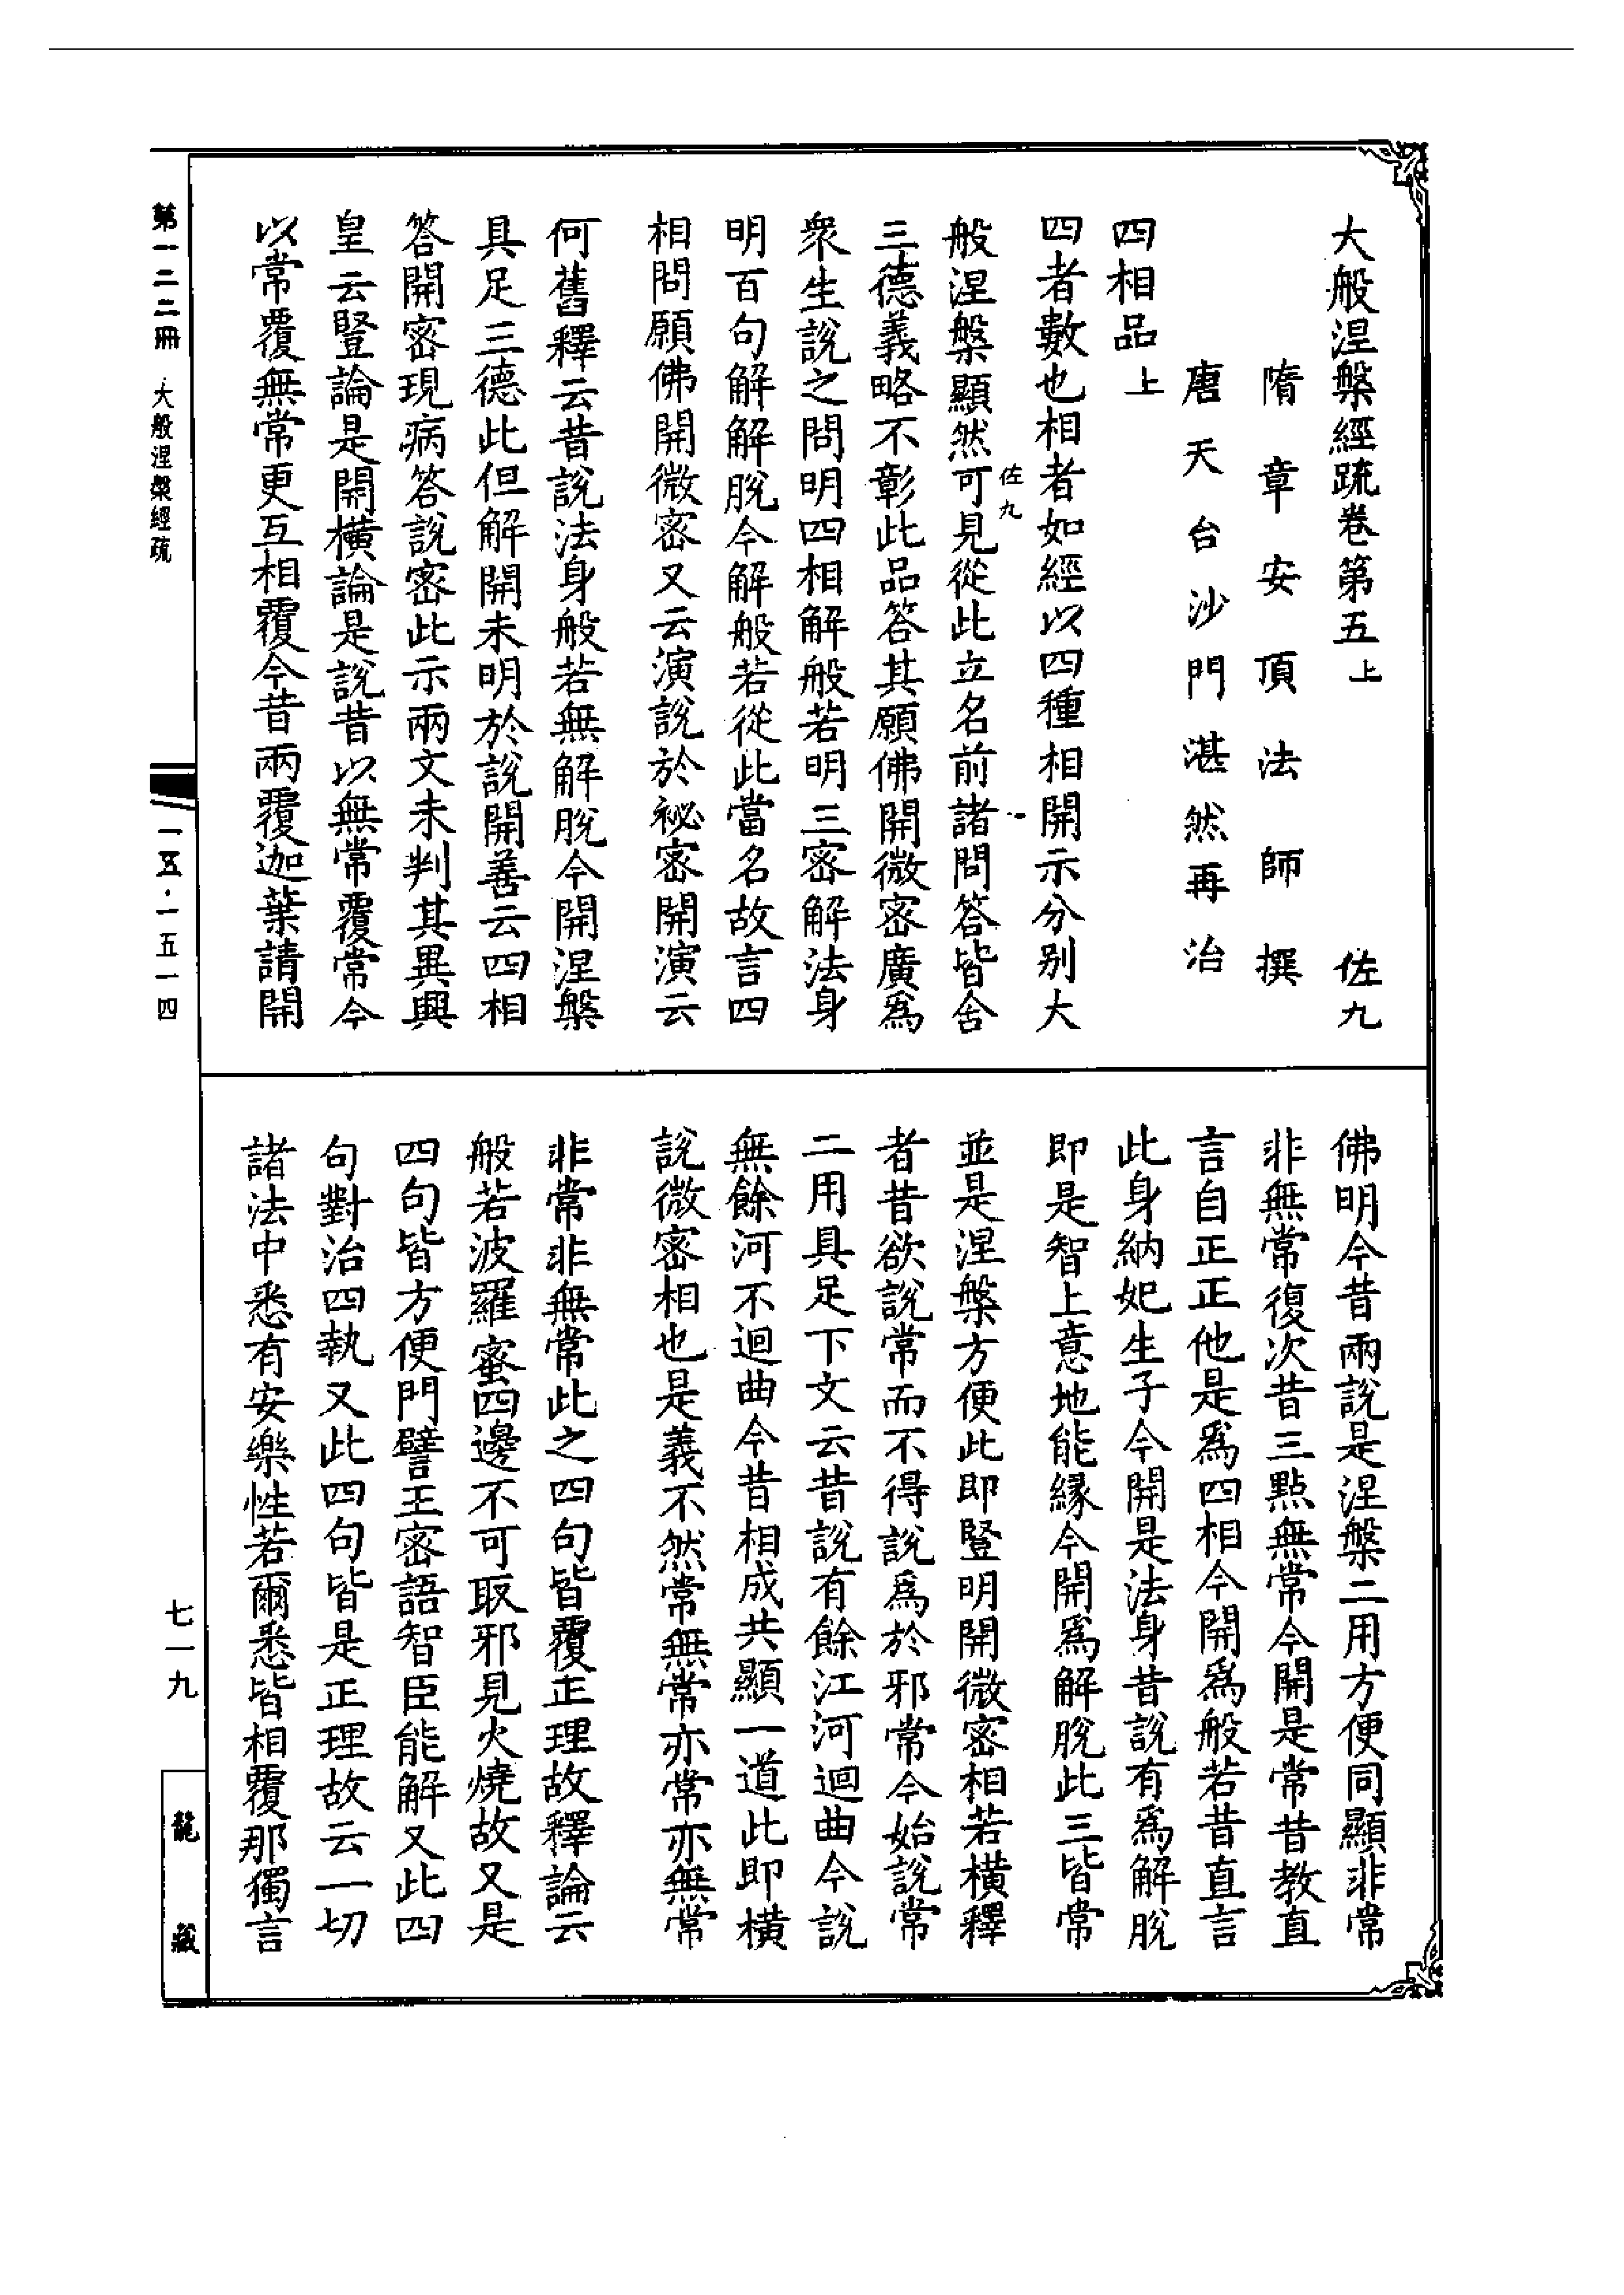 大般涅槃經疏卷第五上 佐九
隋章安頂法師撰
唐天台沙門湛然再治
四相品上
四者數也相者如經以四種相開示分別大
般涅槃顯然可見從此立名前諸問答皆含
佐九
三德義略不彰此品答其願佛開微密廣爲
衆生說之問明四相解般若明三密解法身
明百句解解脫今解般若從此當名故言四
相問願佛開微密又云演說於祕密開演云
何舊釋云昔說法身般若無解脫今開涅槃
具足三德此但解開未明於說開善云四相
答開密現病答說密此示兩文未判其異興
皇云豎論是開橫論是說昔以無常覆常今
以常覆無常更互相覆今昔兩覆迦葉請開
佛明今昔兩說是涅槃二用方便同顯非常
非無常復次昔三點無常今開是常昔教直
言自正正他是爲四相今開爲般若昔直言
此身納妃生子今開是法身昔說有爲解脫
即是智上意地能緣今開爲解脫此三皆常
並是涅槃方便此即豎明開微密相若橫釋
者昔欲說常而不得說爲於邪常今始說常
二用具足下文云昔說有餘江河迴曲今說
無餘河不迴曲今昔相成共顯一道此即橫
說微密相也是義不然常無常亦常亦無常
非常非無常此之四句皆覆正理故釋論云
般若波羅蜜四邊不可取邪見火燒故又是
四句皆方便門譬王密語智臣能解又此四
句對治四執又此四句皆是正理故云一切
諸法中悉有安樂性若爾悉皆相覆那獨言
第一二二冊 大般涅槃經疏
一五·一五一四
七一九
龍藏